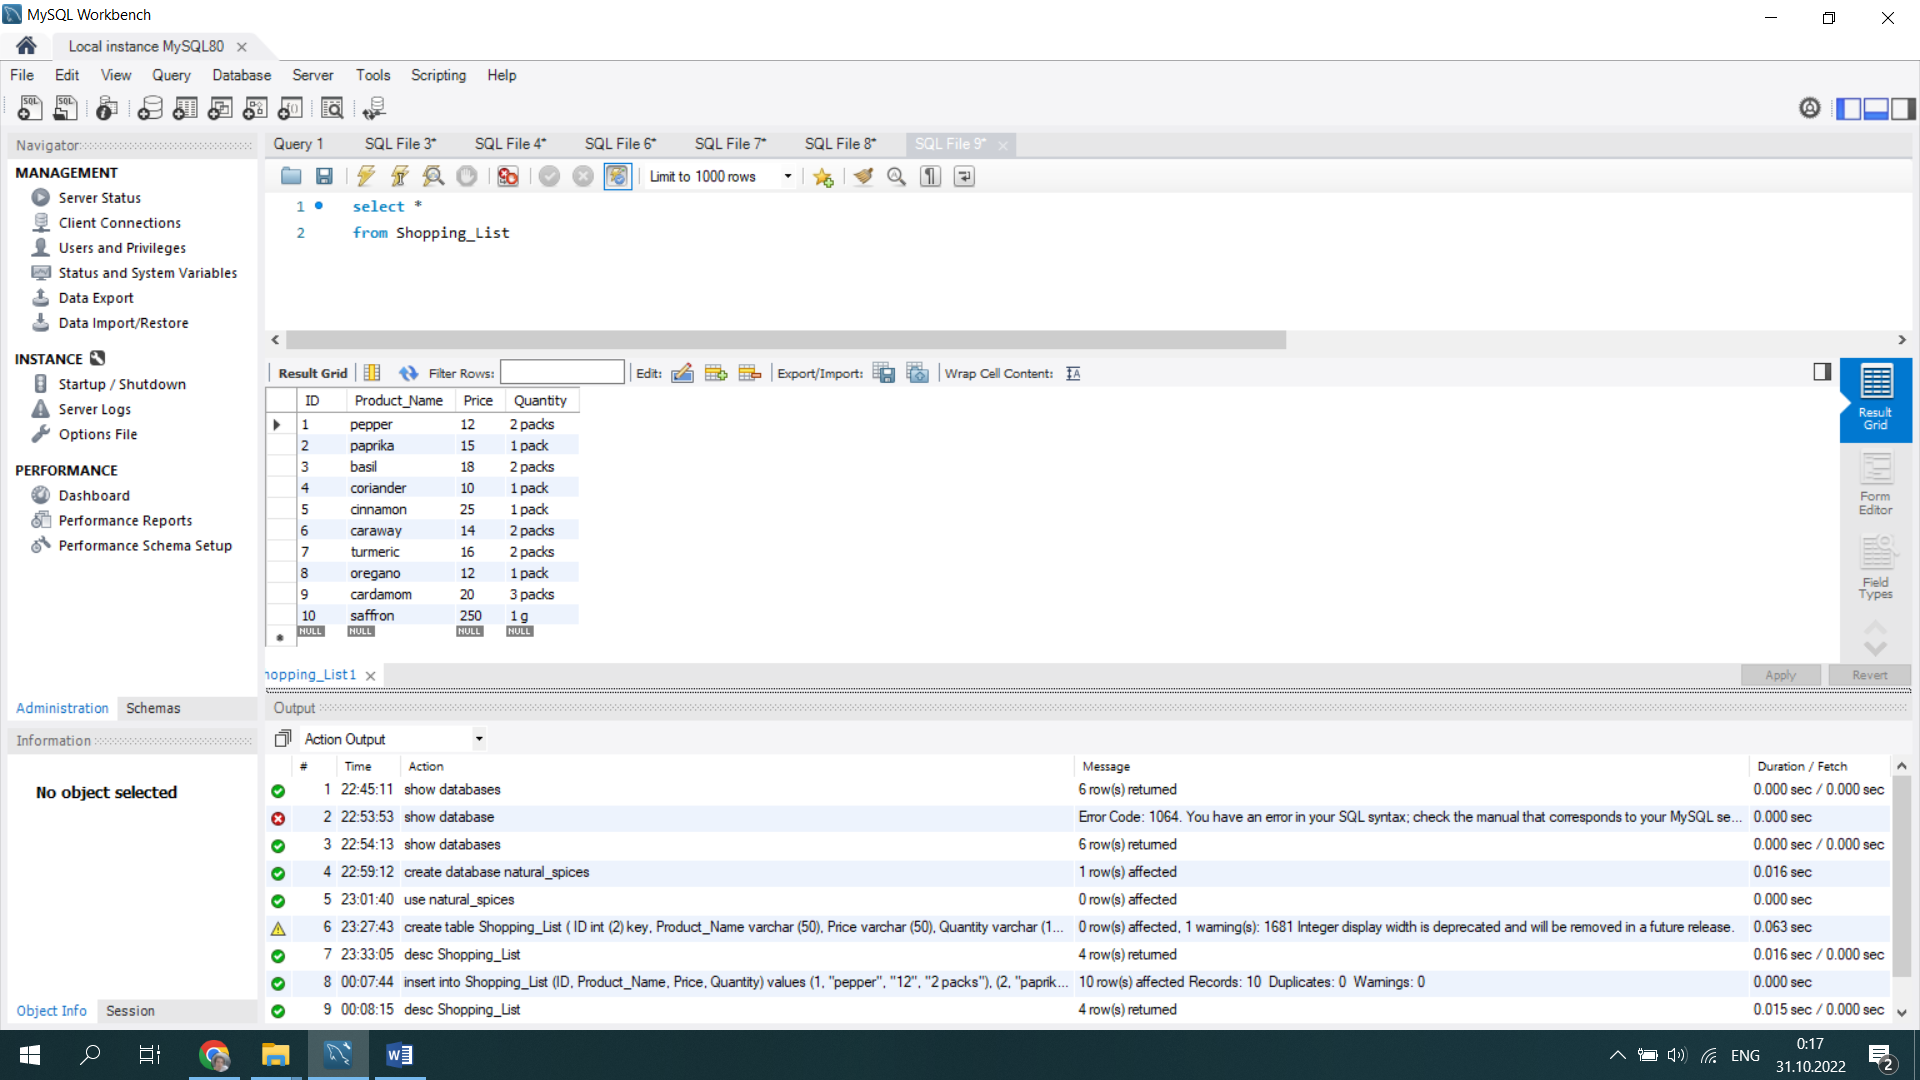 MySQL Workbench
Local instance MySQL80
File Edit View Query Database Server Tools Scripting Help
Navigator
MANAGEMENT
Server Status
Client Connections
Users and Privileges
Status and System Variables
Data Export
Data Import/Restore
INSTANCE
Startup / Shutdown
Server Logs
Options File
PERFORMANCE
Dashboard
Performance Reports
Performance Schema Setup
Administration Schemas
Information
No object selected
Object Info Session
Query 1 SQL File 3* SQL File 4* SQL File 6* SQL File 7* SQL File 8* SQL File 9*
Limit to 1000 rows
1 select *
2 from Shopping_List
Result Grid Filter Rows: Edit: Export/Import: Wrap Cell Content:
ID Product_Name Price Quantity
1 pepper 12 2 packs
2 paprika 15 1 pack
3 basil 18 2 packs
4 coriander 10 1 pack
5 cinnamon 25 1 pack
6 caraway 14 2 packs
7 turmeric 16 2 packs
8 oregano 12 1 pack
9 cardamom 20 3 packs
10 saffron 250 1 g
NULL NULL NULL NULL
Result
Grid
Form
Editor
Field
Types
hopping_List1 Apply Revert
Output
Action Output
# Time Action Message Duration / Fetch
1 22:45:11 show databases 6 row(s) returned 0.000 sec / 0.000 sec
2 22:53:53 show database Error Code: 1064. You have an error in your SQL syntax; check the manual that corresponds to your MySQL se... 0.000 sec
3 22:54:13 show databases 6 row(s) returned 0.000 sec / 0.000 sec
4 22:59:12 create database natural_spices 1 row(s) affected 0.016 sec
5 23:01:40 use natural_spices 0 row(s) affected 0.000 sec
6 23:27:43 create table Shopping_List ( ID int (2) key, Product_Name varchar (50), Price varchar (50), Quantity varchar (1... 0 row(s) affected, 1 warning(s): 1681 Integer display width is deprecated and will be removed in a future release. 0.063 sec
7 23:33:05 desc Shopping_List 4 row(s) returned 0.016 sec / 0.000 sec
8 00:07:44 insert into Shopping_List (ID, Product_Name, Price, Quantity) values (1, "pepper", "12", "2 packs"), (2, "paprik... 10 row(s) affected Records: 10 Duplicates: 0 Warnings: 0 0.000 sec
9 00:08:15 desc Shopping_List 4 row(s) returned 0.015 sec / 0.000 sec
ENG
0:17
31.10.2022
2